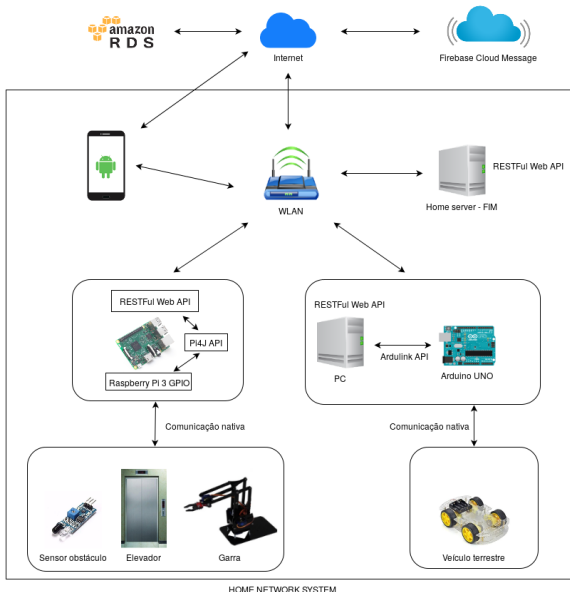 amazon
RDS
Internet
Firebase Cloud Message
RESTFul Web API
WLAN
Home server - FIM
RESTFul Web API
Pi4J API
Raspberry Pi 3 GPIO
RESTFul Web API
Ardulink API
PC
Arduino UNO
Comunicação nativa
Comunicação nativa
Sensor obstáculo
Elevador
Garra
Veículo terrestre
HOME NETWORK SYSTEM